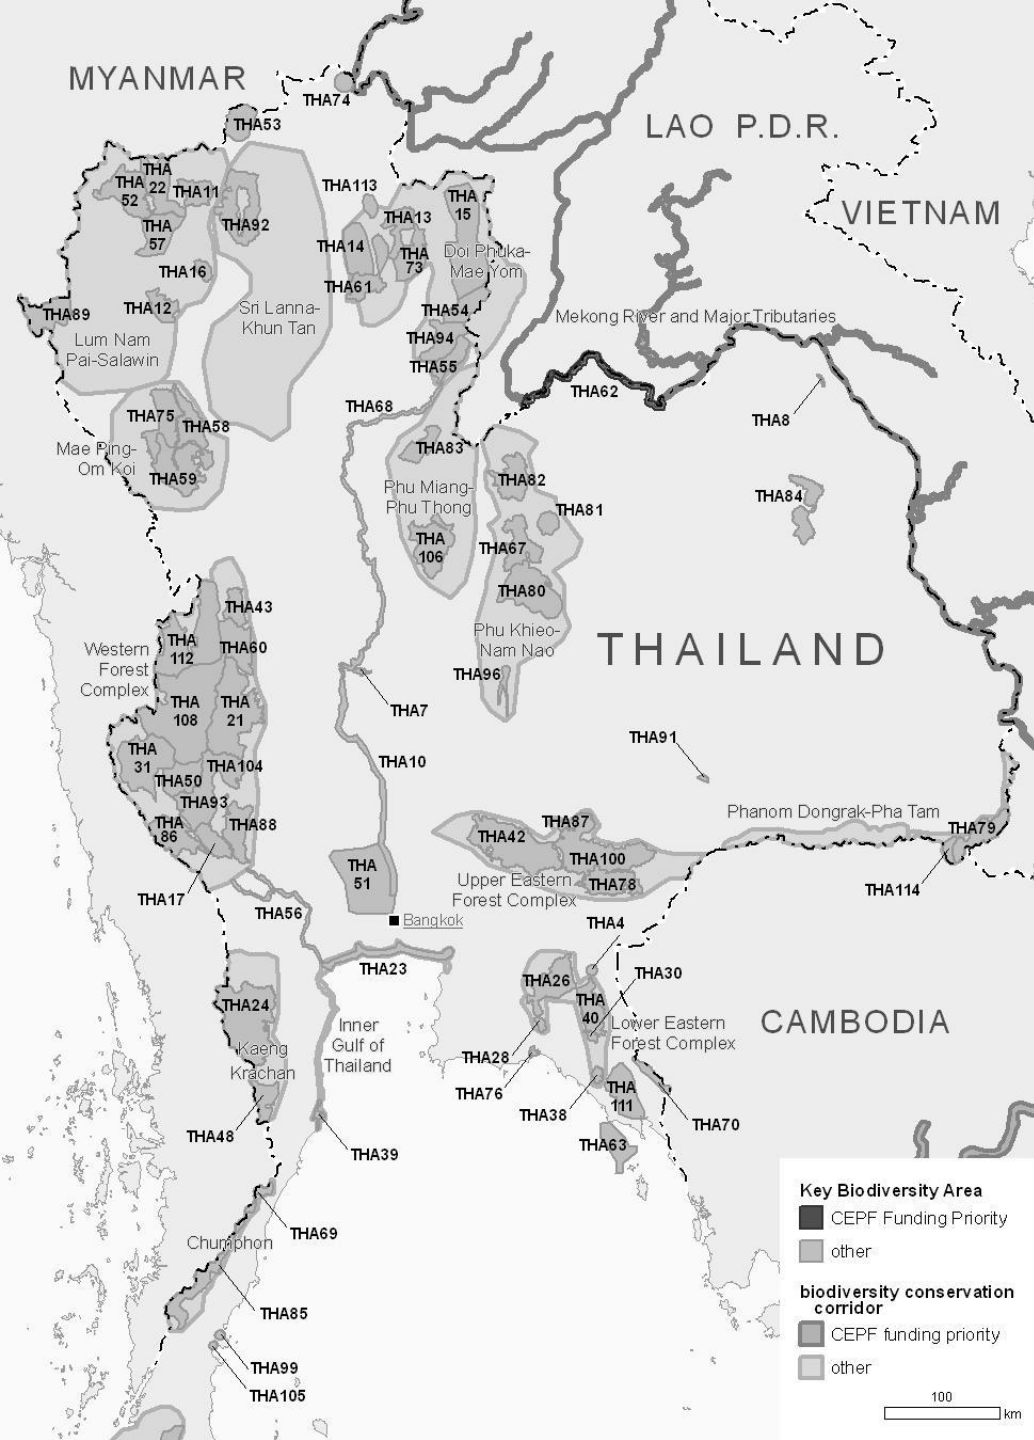 MYANMAR
THA74
THA53
LAO P.D.R.
VIETNAM
THA
22
THA
52
THA11
THA
57
THA92
THA16
THA12
THA89
Lum Nam
Pai-Salawin
Sri Lanna-
Khun Tan
THA113
THA13
THA
15
THA14
THA
73
Doi Phuka-
Mae Yom
THA61
THA54
THA94
THA55
Mekong River and Major Tributaries
THA62
THA8
THA68
THA75
THA58
Mae Ping-
Om Koi
THA59
THA83
Phu Miang-
Phu Thong
THA
106
THA82
THA81
THA67
THA80
Phu Khieo-
Nam Nao
THA96
THA84
THAILAND
THA43
THA
112
THA60
Western
Forest
Complex
THA
108
THA
21
THA
31
THA50
THA104
THA93
THA
86
THA88
THA17
THA7
THA10
THA91
THA
51
Bangkok
THA56
THA23
THA42
THA87
THA100
THA78
Upper Eastern
Forest Complex
Phanom Dongrak-Pha Tam
THA79
THA114
THA4
THA26
THA30
THA
40
Lower Eastern
Forest Complex
THA28
THA76
THA38
THA
111
THA70
THA63
CAMBODIA
THA24
Kaeng
Krachan
THA48
Inner
Gulf of
Thailand
THA39
THA69
Chumphon
THA85
THA99
THA105
Key Biodiversity Area
CEPF Funding Priority
other
biodiversity conservation
corridor
CEPF funding priority
other
100
km